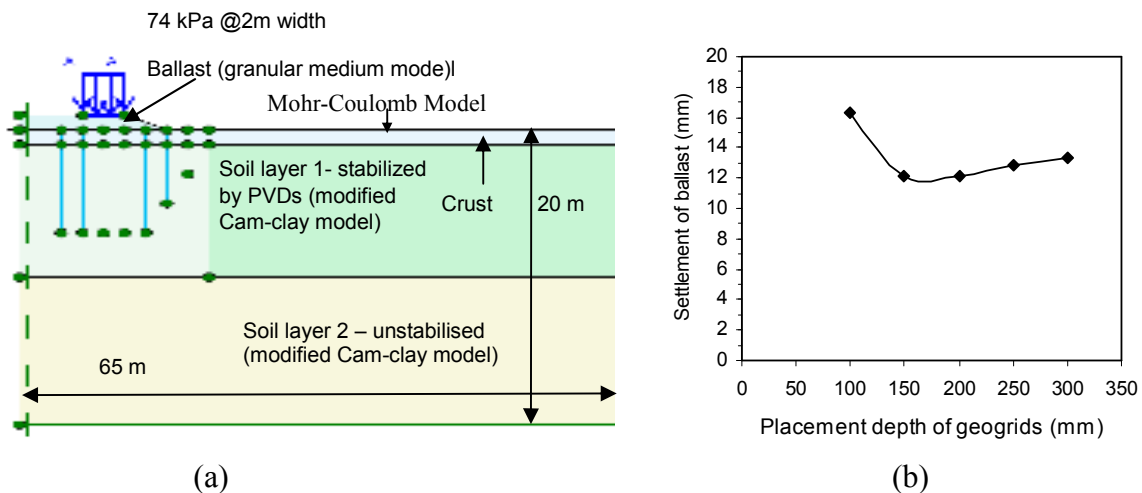 74 kPa @2m width
Ballast (granular medium mode)l
Mohr-Coulomb Model
Soil layer 1- stabilized
by PVDs (modified
Cam-clay model)
Crust
20 m
Soil layer 2 – unstabilised
(modified Cam-clay model)
65 m
(a)
Settlement of ballast (mm)
20
18
16
14
12
10
8
6
4
2
0
0 50 100 150 200 250 300 350
Placement depth of geogrids (mm)
(b)